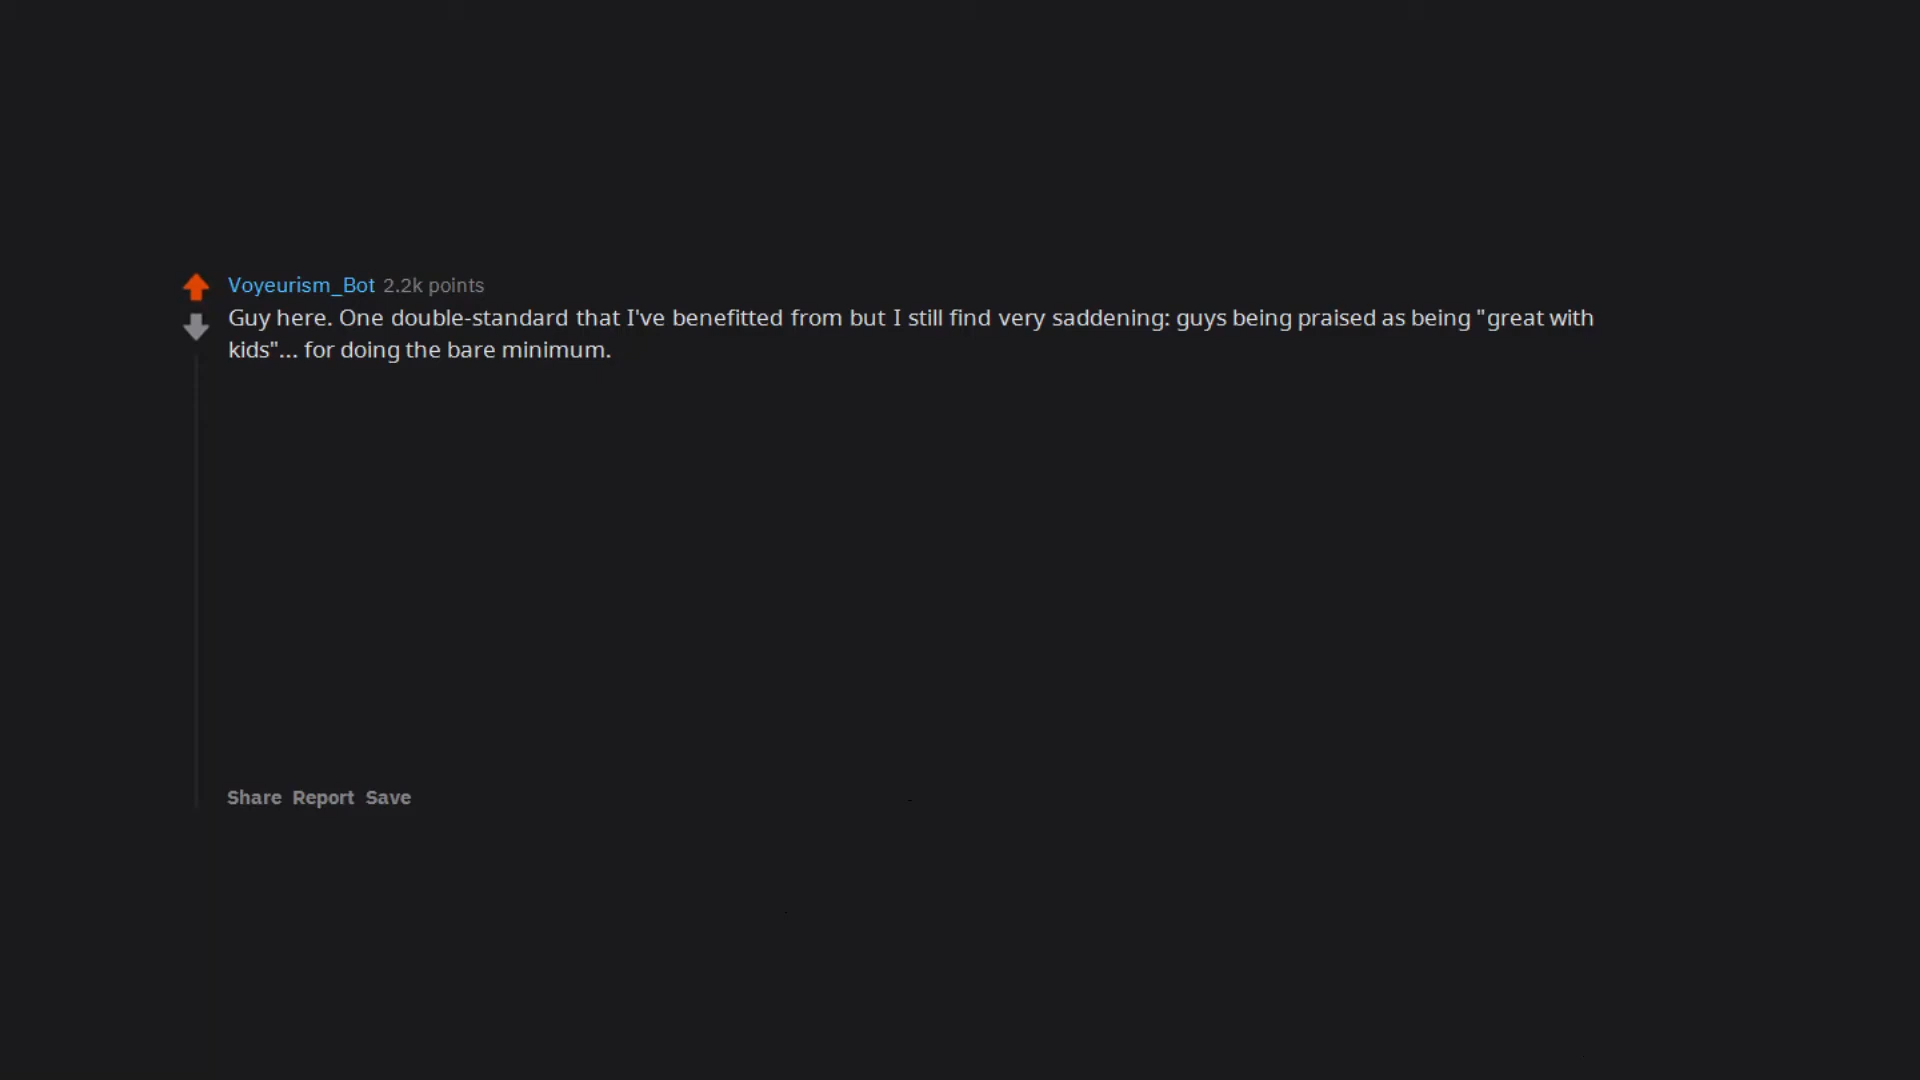 Voyeurism_Bot 2.2k points
Guy here. One double-standard that I've benefitted from but I still find very saddening: guys being praised as being "great with
kids"... for doing the bare minimum.
Share Report Save